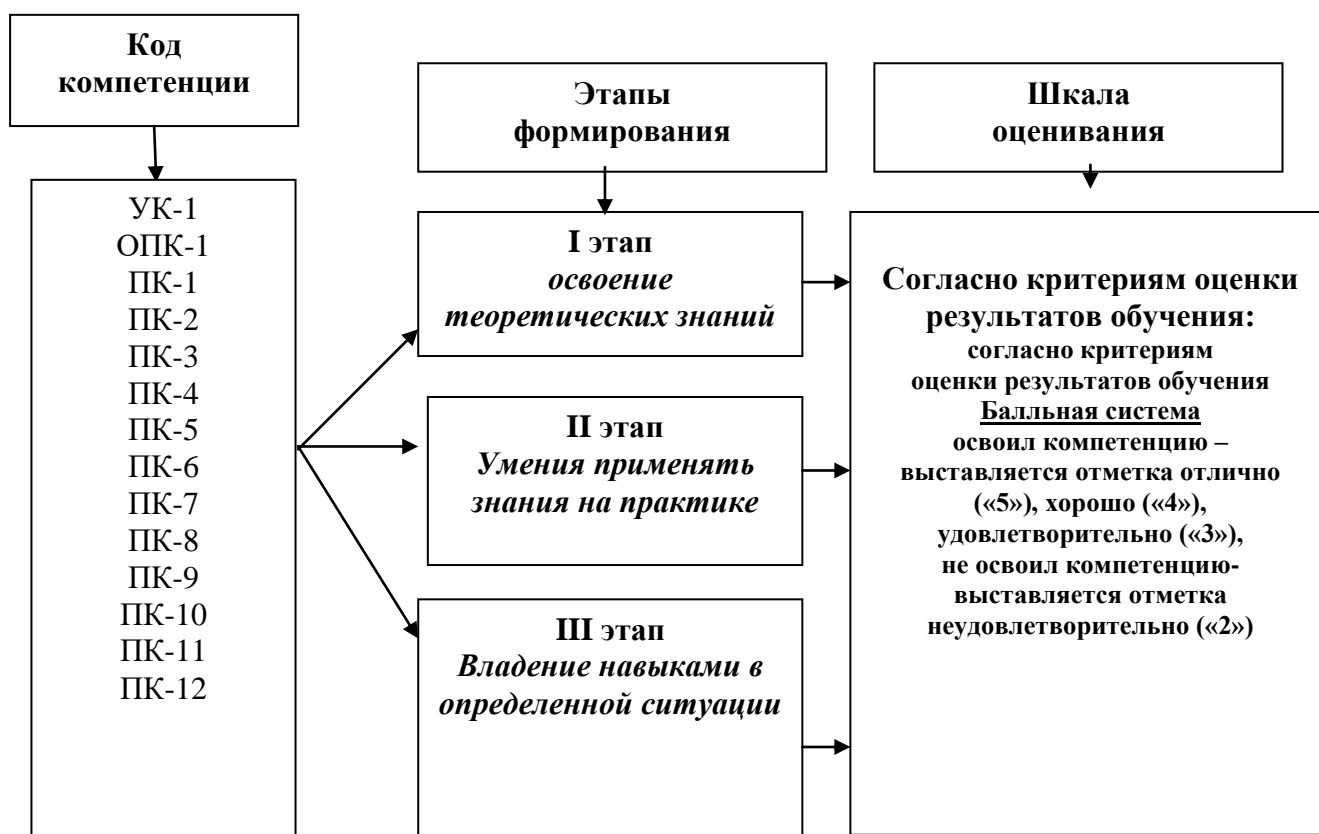 Код
компетенции
Этапы
формирования
Шкала
оценивания
УК-1
ОПК-1
ПК-1
ПК-2
ПК-3
ПК-4
ПК-5
ПК-6
ПК-7
ПК-8
ПК-9
ПК-10
ПК-11
ПК-12
I этап
освоение
теоретических знаний
II этап
Умения применять
знания на практике
III этап
Владение навыками в
определенной ситуации
Согласно критериям оценки
результатов обучения:
согласно критериям
оценки результатов обучения
Балльная система
освоил компетенцию –
выставляется отметка отлично
(«5»), хорошо («4»),
удовлетворительно («3»),
не освоил компетенцию-
выставляется отметка
неудовлетворительно («2»)